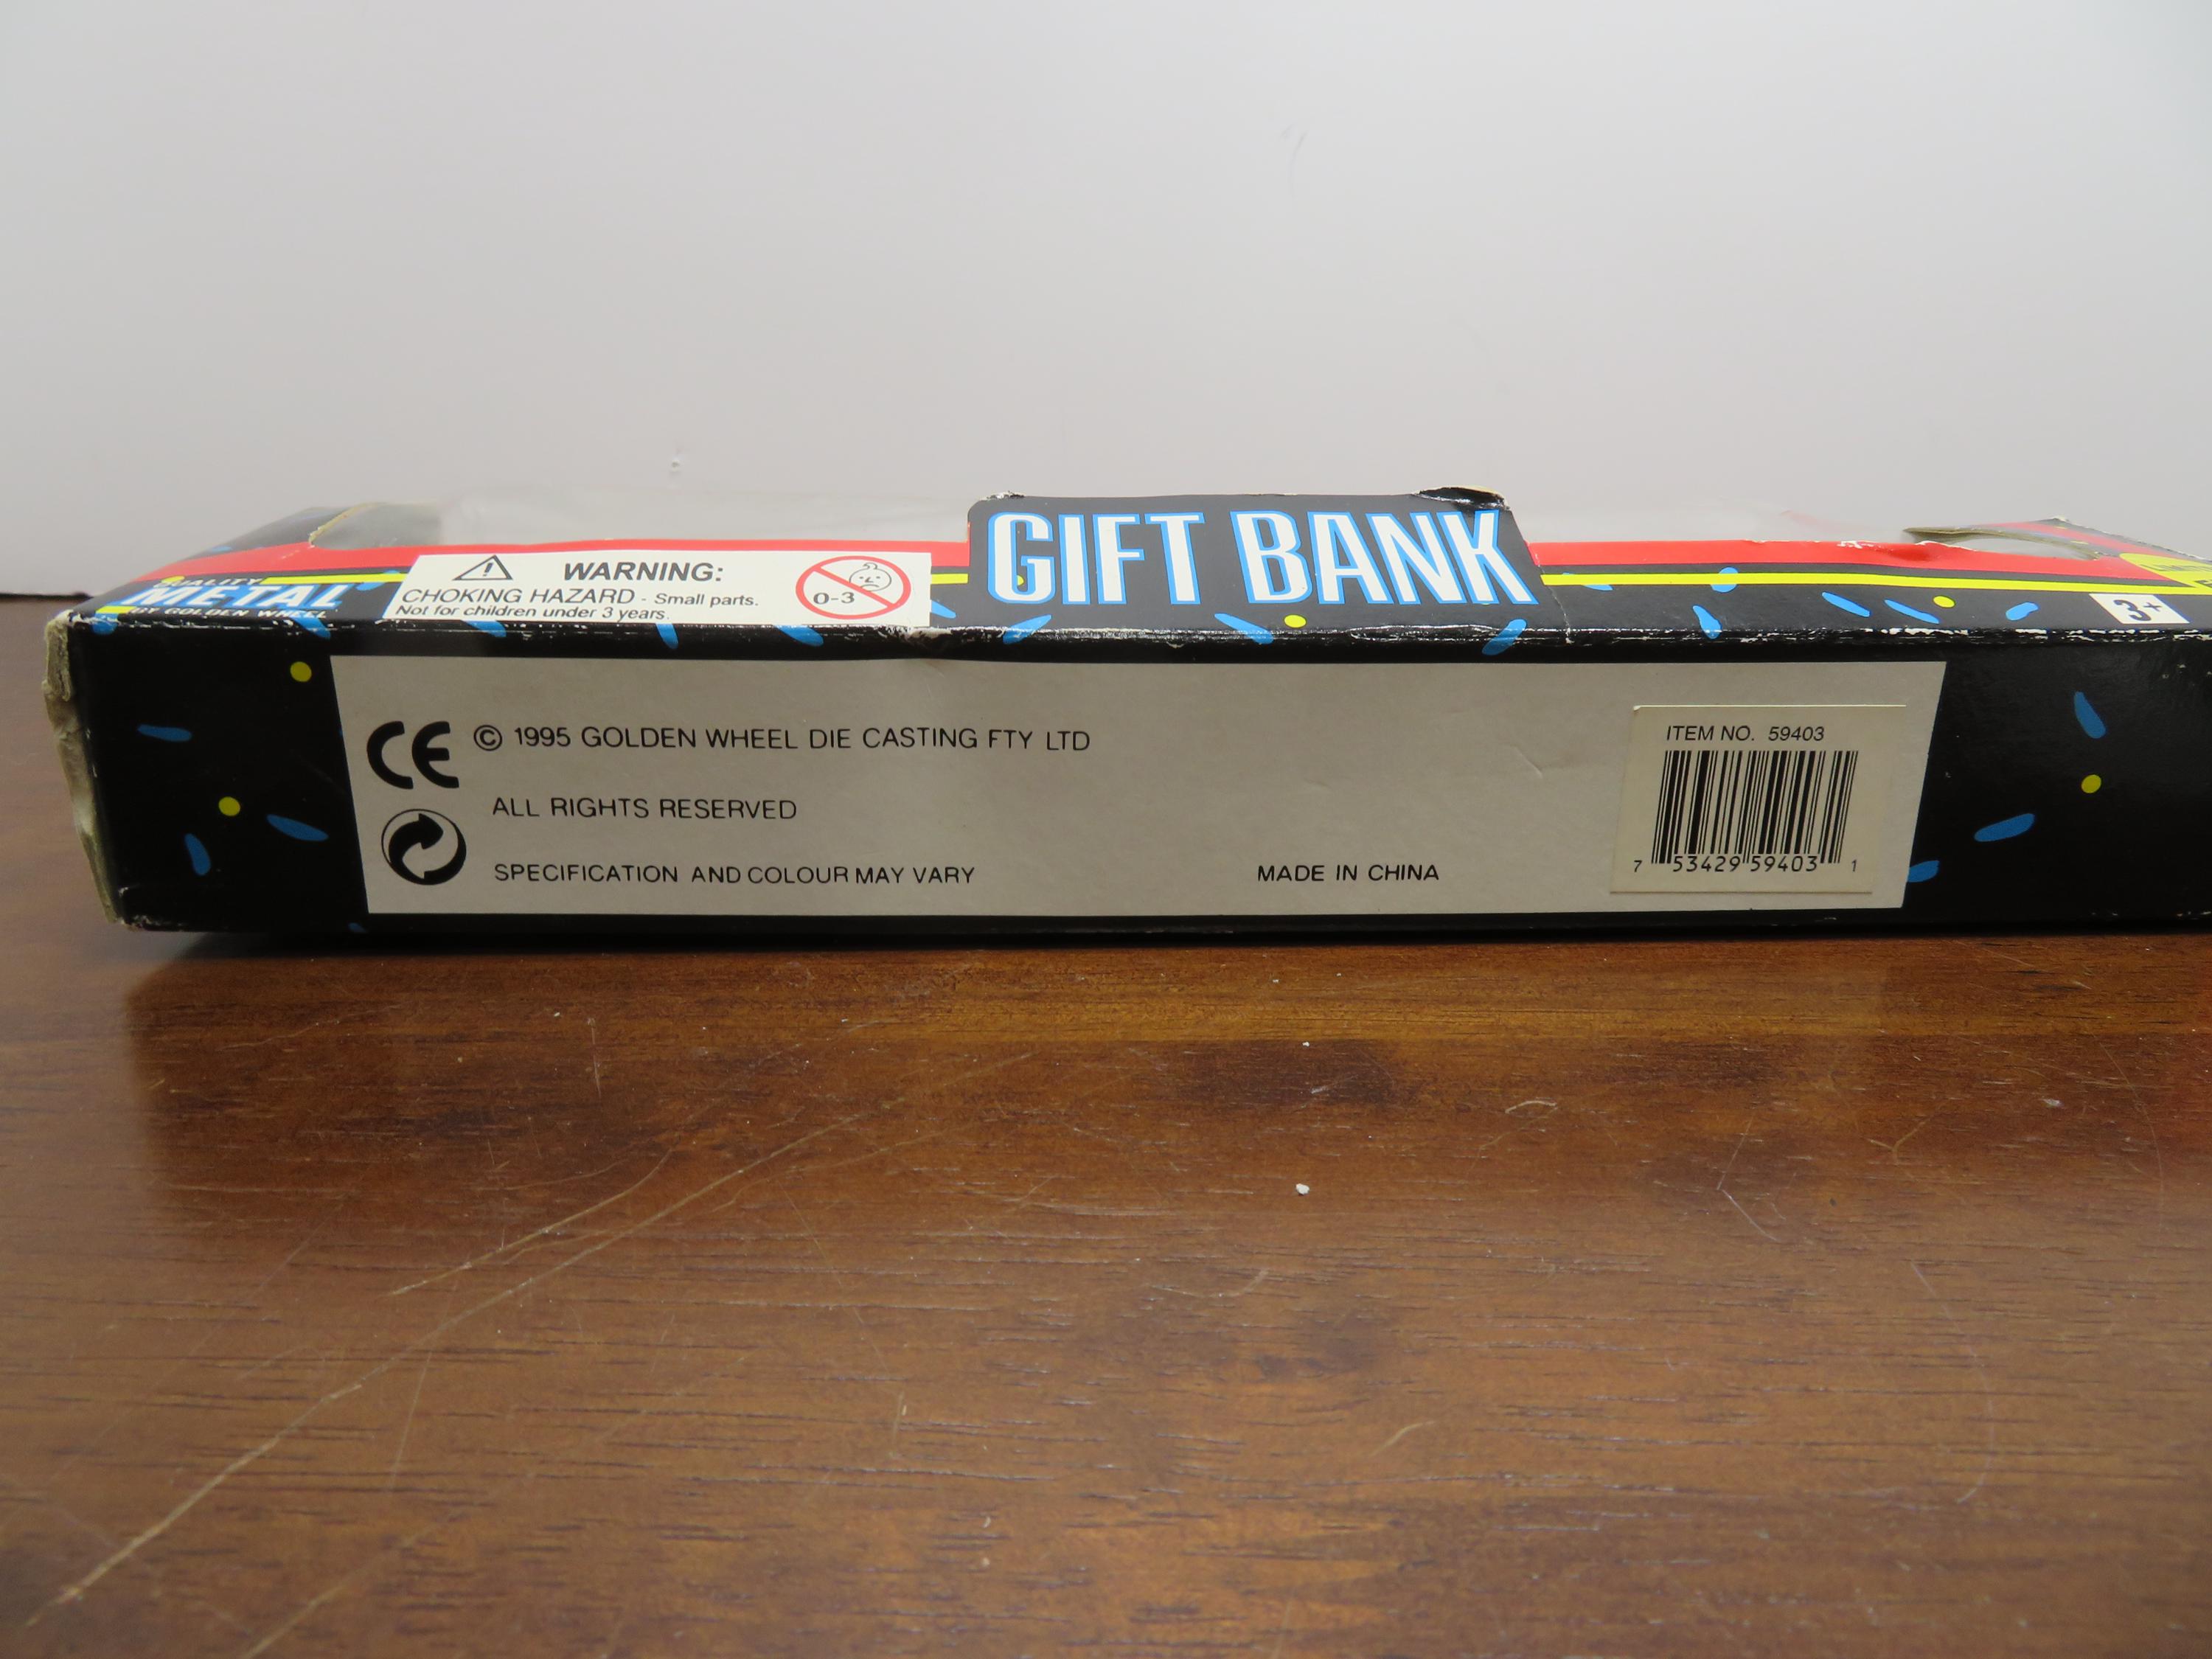 QUALITY
METAL
BY GOLDEN WHEEL
WARNING:
CHOKING HAZARD - Small parts.
Not for children under 3 years.
0-3
GIFT BANK
3+
CE
© 1995 GOLDEN WHEEL DIE CASTING FTY LTD
ALL RIGHTS RESERVED
SPECIFICATION AND COLOUR MAY VARY
MADE IN CHINA
ITEM NO. 59403
7 53429 59403 1